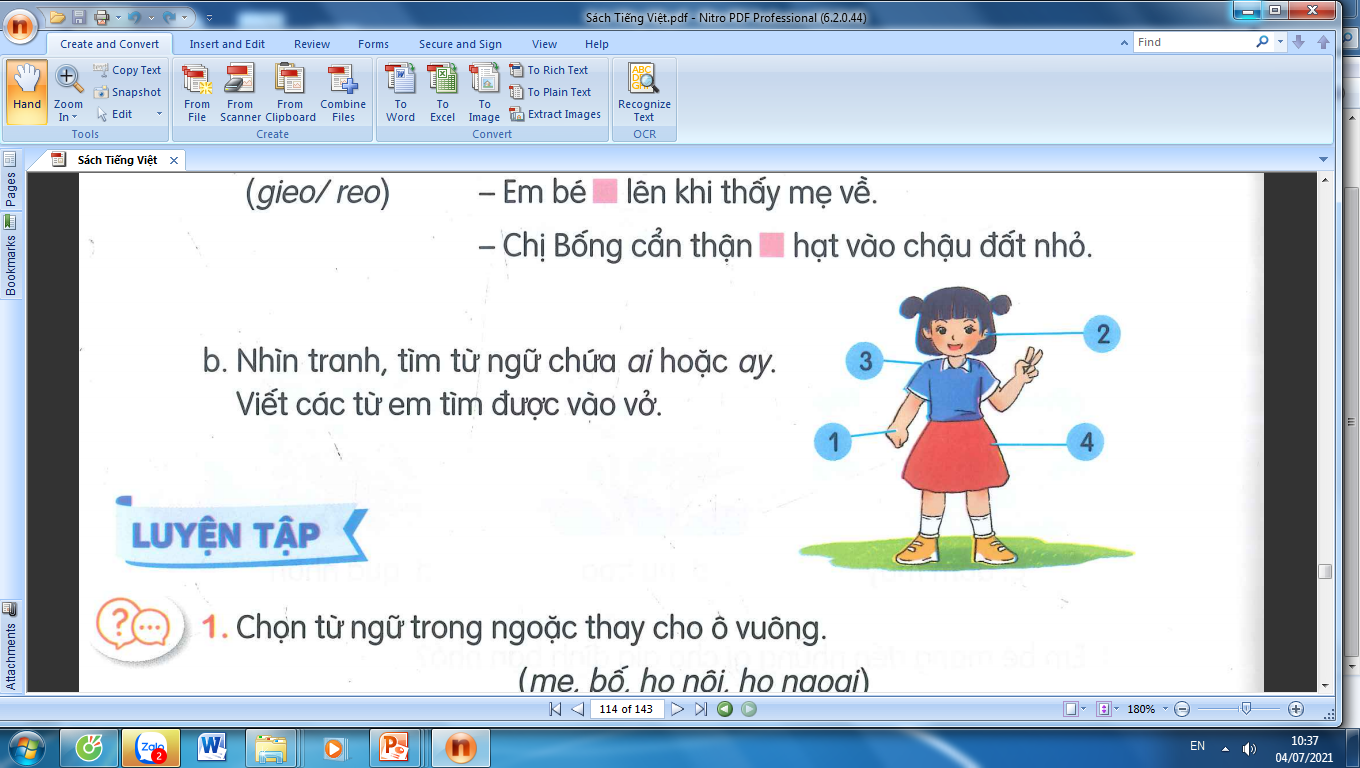 Sách Tiếng Việt.pdf - Nitro PDF Professional (6.2.0.44)
Create and Convert Insert and Edit Review Forms Secure and Sign View Help Find
Hand
Zoom In
Copy Text
Snapshot
Edit
Tools
From File
From Scanner
From Clipboard
Combine Files
Create
To Word
To Excel
To Image
To Rich Text
To Plain Text
Extract Images
Convert
Recognize Text
OCR
Sách Tiếng Việt
Pages
Bookmarks
Attachments
(gieo/ reo) – Em bé lên khi thấy mẹ về.
– Chị Bống cẩn thận hạt vào chậu đất nhỏ.
b. Nhìn tranh, tìm từ ngữ chứa ai hoặc ay.
Viết các từ em tìm được vào vở.
2
3
1
4
LUYỆN TẬP
1. Chọn từ ngữ trong ngoặc thay cho ô vuông.
(mẹ, bố, họ nội, họ ngoại)
114 of 143 180%
Zalo 2
EN 10:37
04/07/2021